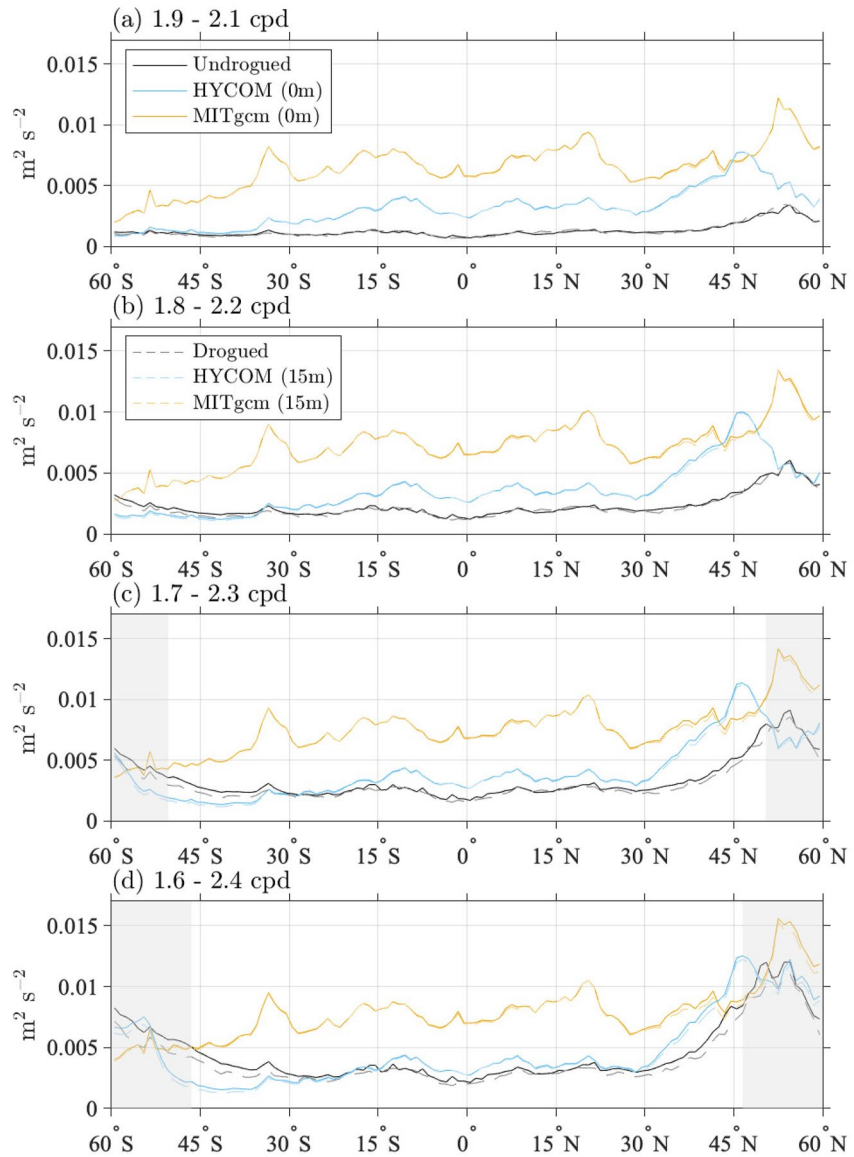 (a) 1.9 - 2.1 cpd
0.015
0.01
0.005
0
m² s⁻²
Undrogued
HYCOM (0m)
MITgcm (0m)
60°S 45°S 30°S 15°S 0° 15°N 30°N 45°N 60°N
(b) 1.8 - 2.2 cpd
0.015
0.01
0.005
0
m² s⁻²
Drogued
HYCOM (15m)
MITgcm (15m)
60°S 45°S 30°S 15°S 0° 15°N 30°N 45°N 60°N
(c) 1.7 - 2.3 cpd
0.015
0.01
0.005
0
m² s⁻²
60°S 45°S 30°S 15°S 0° 15°N 30°N 45°N 60°N
(d) 1.6 - 2.4 cpd
0.015
0.01
0.005
0
m² s⁻²
60°S 45°S 30°S 15°S 0° 15°N 30°N 45°N 60°N